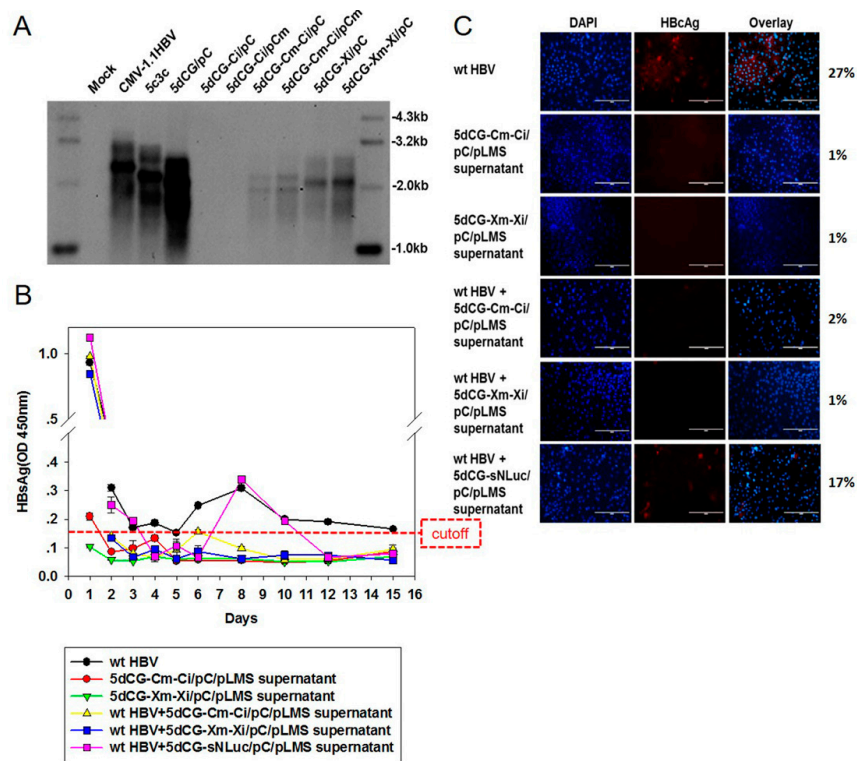 A
Mock
CMV-1.1HBV
5c3c
5dCG/pC
5dCG-Ci/pC
5dCG-Ci/pCm
5dCG-Cm-Ci/pC
5dCG-Cm-Ci/pCm
5dCG-Xi/pC
5dCG-Xm-Xi/pC
-4.3kb
-3.2kb
-2.0kb
-1.0kb
B
HBsAg(OD 450nm)
1.0
.5
.4
.3
.2
.1
0.0
cutoff
0 1 2 3 4 5 6 7 8 9 10 11 12 13 14 15 16
Days
wt HBV
5dCG-Cm-Ci/pC/pLMS supernatant
5dCG-Xm-Xi/pC/pLMS supernatant
wt HBV+5dCG-Cm-Ci/pC/pLMS supernatant
wt HBV+5dCG-Xm-Xi/pC/pLMS supernatant
wt HBV+5dCG-sNLuc/pC/pLMS supernatant
C
DAPI HBcAg Overlay
wt HBV
27%
5dCG-Cm-Ci/
pC/pLMS
supernatant
1%
5dCG-Xm-Xi/
pC/pLMS
supernatant
1%
wt HBV +
5dCG-Cm-Ci/
pC/pLMS
supernatant
2%
wt HBV +
5dCG-Xm-Xi/
pC/pLMS
supernatant
1%
wt HBV +
5dCG-sNLuc/
pC/pLMS
supernatant
17%